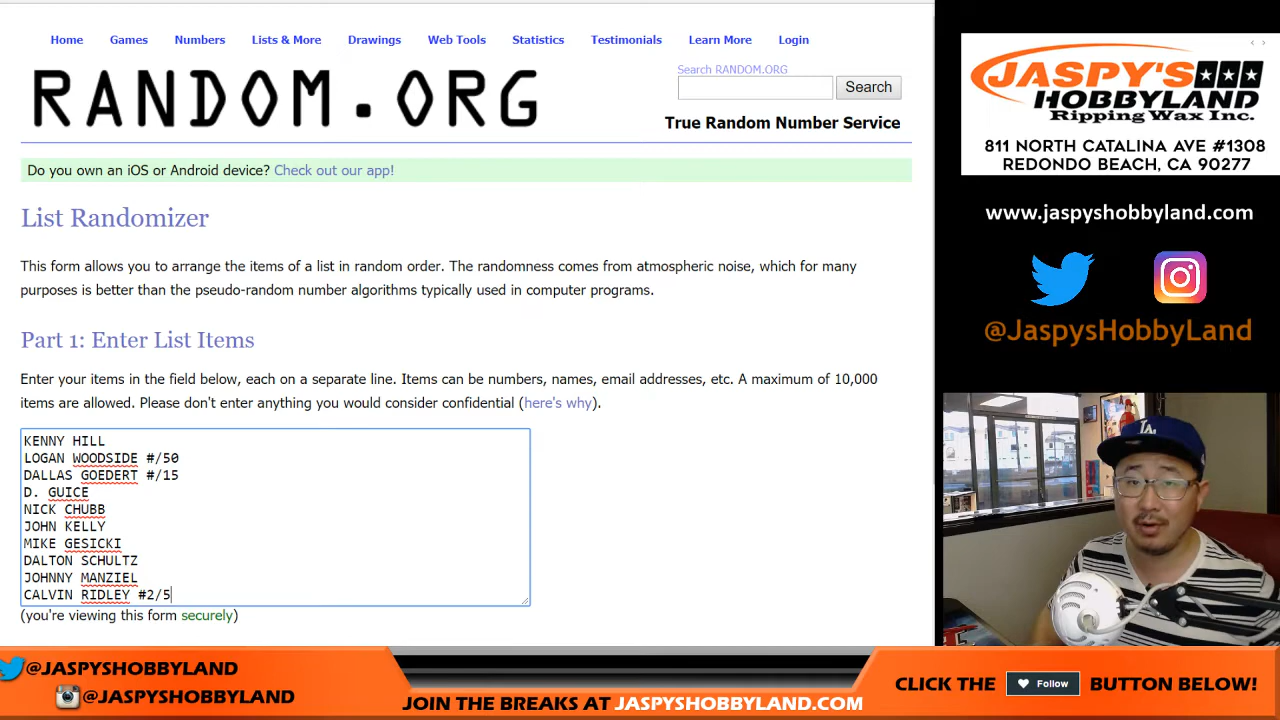 Home Games Numbers Lists & More Drawings Web Tools Statistics Testimonials Learn More Login
RANDOM.ORG
Search RANDOM.ORG
Search
True Random Number Service
Do you own an iOS or Android device? Check out our app!
List Randomizer
This form allows you to arrange the items of a list in random order. The randomness comes from atmospheric noise, which for many
purposes is better than the pseudo-random number algorithms typically used in computer programs.
Part 1: Enter List Items
Enter your items in the field below, each on a separate line. Items can be numbers, names, email addresses, etc. A maximum of 10,000
items are allowed. Please don't enter anything you would consider confidential (here's why).
KENNY HILL
LOGAN WOODSIDE #/50
DALLAS GOEDERT #/15
D. GUICE
NICK CHUBB
JOHN KELLY
MIKE GESICKI
DALTON SCHULTZ
JOHNNY MANZIEL
CALVIN RIDLEY #2/5
(you're viewing this form securely)
JASPY'S
HOBBYLAND
Ripping Wax Inc.
811 NORTH CATALINA AVE #1308
REDONDO BEACH, CA 90277
www.jaspyshobbyland.com
@JaspysHobbyLand
LA
@JASPYSHOBBYLAND
@JASPYSHOBBYLAND
JOIN THE BREAKS AT JASPYSHOBBYLAND.COM
CLICK THE Follow BUTTON BELOW!